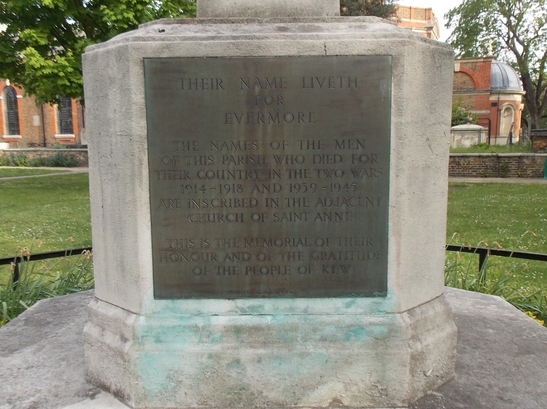 THEIR NAME LIVETH
FOR
EVERMORE
THE NAMES OF THE MEN
OF THIS PARISH WHO DIED FOR
THEIR COUNTRY IN THE TWO WARS
1914-1918 AND 1939-1945
ARE INSCRIBED IN THE ADJACENT
CHURCH OF SAINT ANNE
THIS IS THE MEMORIAL OF THEIR
HONOUR AND OF THE GRATITUDE
OF THE PEOPLE OF KEW